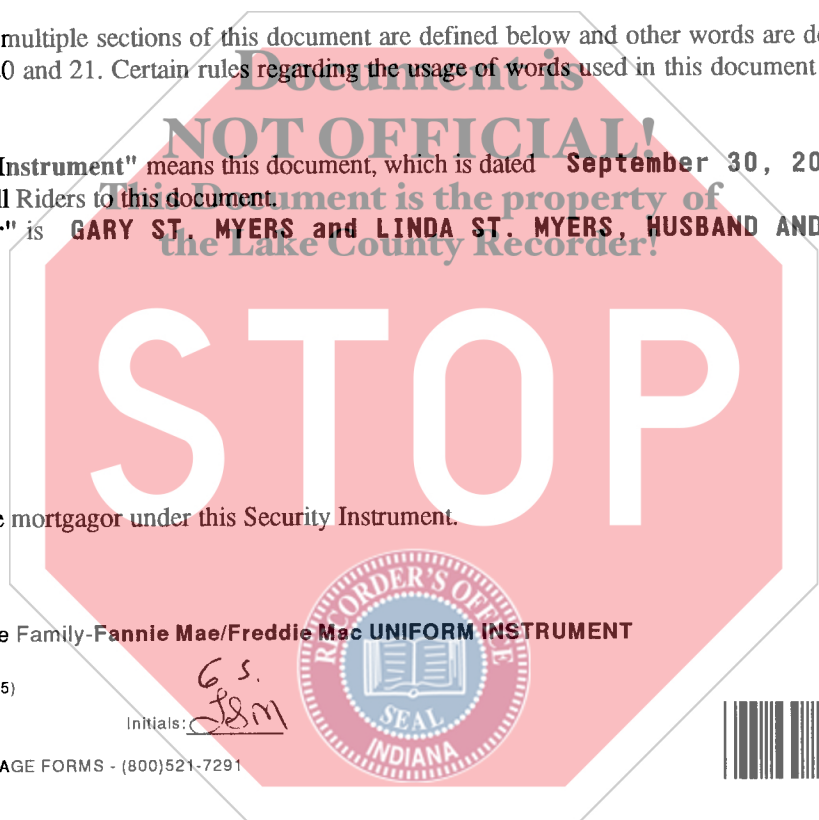 multiple sections of this document are defined below and other words are de
0 and 21. Certain rules regarding the usage of words used in this document
Document is
NOT OFFICIAL!
Instrument" means this document, which is dated September 30, 20
This Document is the property of
ll Riders to this document.
" is GARY ST. MYERS and LINDA ST. MYERS, HUSBAND AND
the Lake County Recorder!
STOP
e mortgagor under this Security Instrument.
RECORDER'S OFFICE
e Family-Fannie Mae/Freddie Mac UNIFORM INSTRUMENT
G S.
5)
Initials: LSM
SEAL
INDIANA
AGE FORMS - (800)521-7291